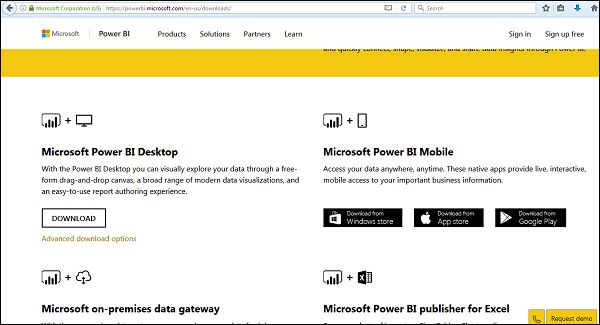 Microsoft Corporation (US) https://powerbi.microsoft.com/en-us/downloads/ Search
Microsoft Power BI Products Solutions Partners Learn Sign in Sign up free
and quickly connect, shape, visualize, and share data insights through Power BI.
Microsoft Power BI Desktop
With the Power BI Desktop you can visually explore your data through a free-
form drag-and-drop canvas, a broad range of modern data visualizations, and
an easy-to-use report authoring experience.
DOWNLOAD
Advanced download options
Microsoft Power BI Mobile
Access your data anywhere, anytime. These native apps provide live, interactive,
mobile access to your important business information.
Download from
Windows store
Download from
App store
Download from
Google Play
Microsoft on-premises data gateway
Microsoft Power BI publisher for Excel
Request demo